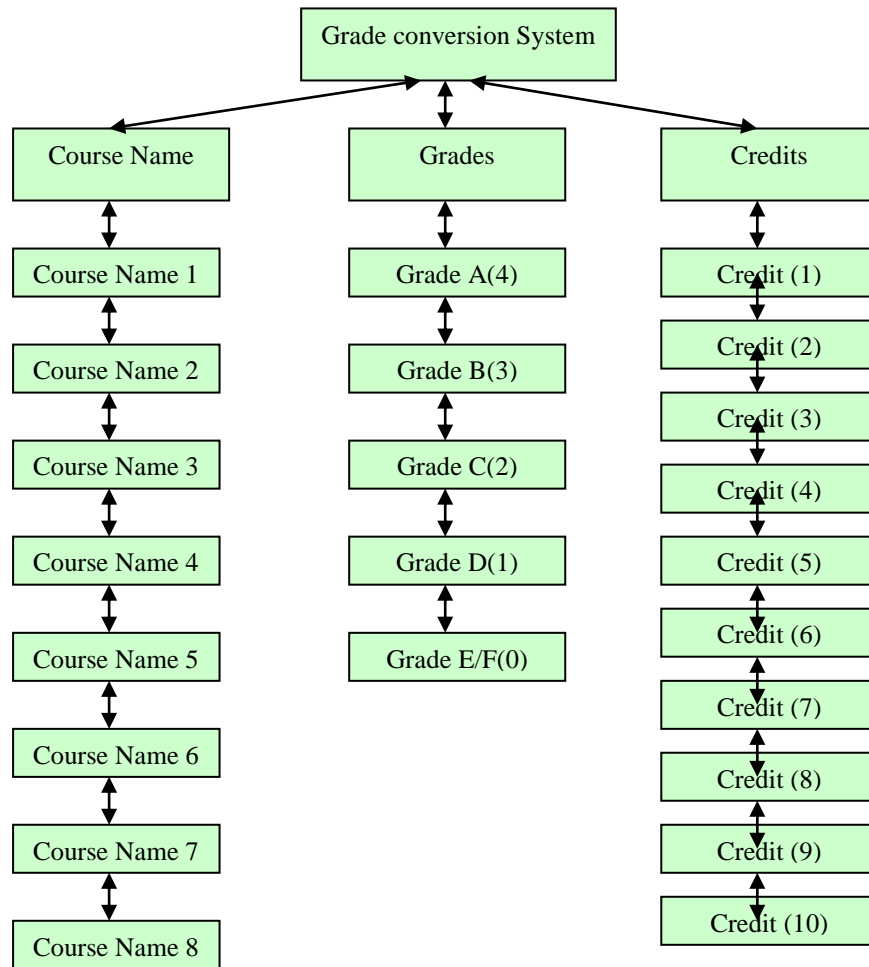 Grade conversion System
Course Name
Grades
Credits
Course Name 1
Course Name 2
Course Name 3
Course Name 4
Course Name 5
Course Name 6
Course Name 7
Course Name 8
Grade A(4)
Grade B(3)
Grade C(2)
Grade D(1)
Grade E/F(0)
Credit (1)
Credit (2)
Credit (3)
Credit (4)
Credit (5)
Credit (6)
Credit (7)
Credit (8)
Credit (9)
Credit (10)